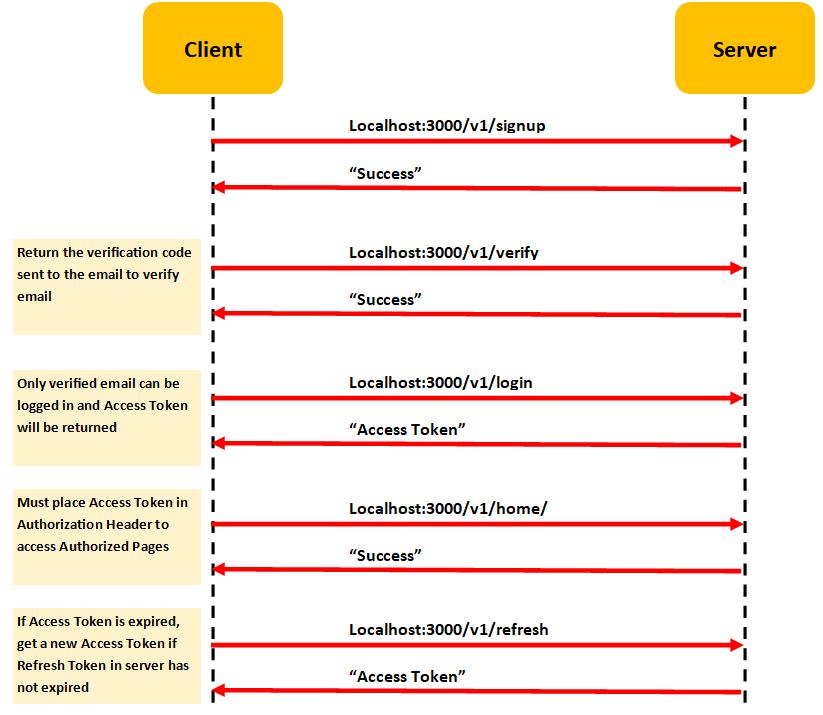 Client
Server
Localhost:3000/v1/signup
“Success”
Return the verification code
sent to the email to verify
email
Localhost:3000/v1/verify
“Success”
Only verified email can be
logged in and Access Token
will be returned
Localhost:3000/v1/login
“Access Token”
Must place Access Token in
Authorization Header to
access Authorized Pages
Localhost:3000/v1/home/
“Success”
If Access Token is expired,
get a new Access Token if
Refresh Token in server has
not expired
Localhost:3000/v1/refresh
“Access Token”